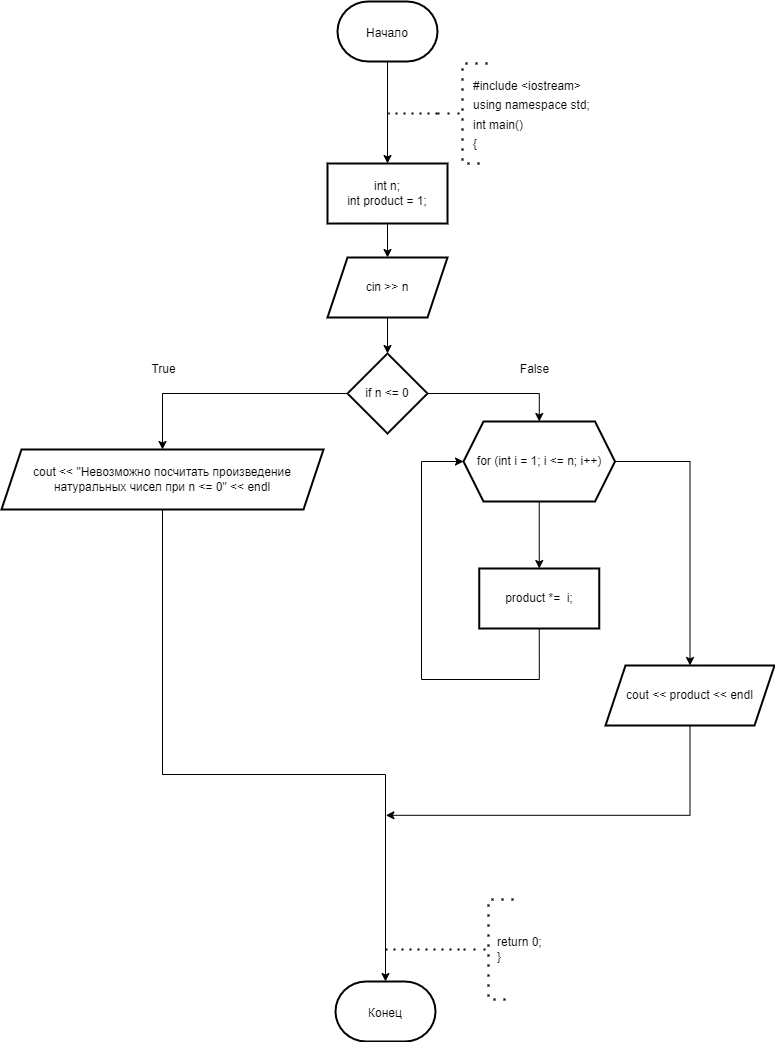 Начало
#include <iostream>
using namespace std;
int main()
{
int n;
int product = 1;
cin >> n
True
False
if n <= 0
cout << "Невозможно посчитать произведение
натуральных чисел при n <= 0" << endl
for (int i = 1; i <= n; i++)
product *= i;
cout << product << endl
return 0;
}
Конец